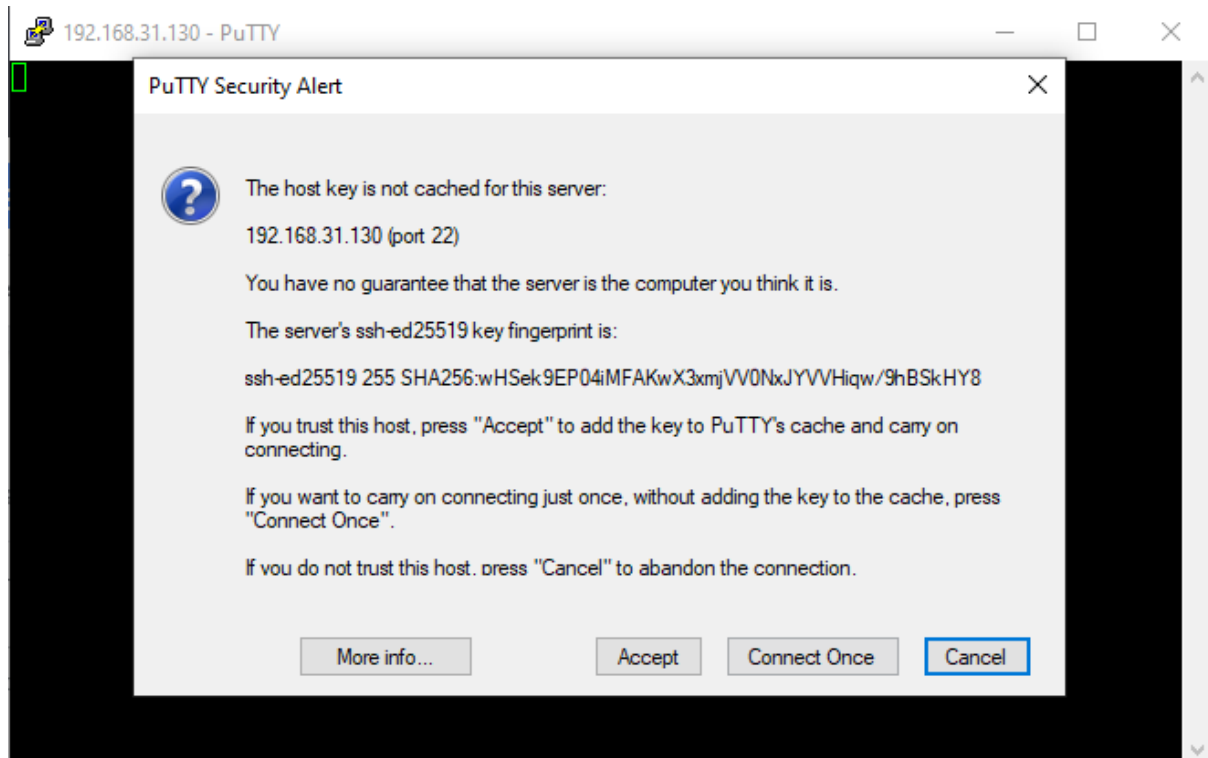 192.168.31.130 - PuTTY
PuTTY Security Alert
The host key is not cached for this server:
192.168.31.130 (port 22)
You have no guarantee that the server is the computer you think it is.
The server's ssh-ed25519 key fingerprint is:
ssh-ed25519 255 SHA256:wHSek9EP04iMFAKwX3xmjVV0NxJYVVHiqw/9hBSkHY8
If you trust this host, press "Accept" to add the key to PuTTY's cache and carry on
connecting.
If you want to carry on connecting just once, without adding the key to the cache, press
"Connect Once".
If you do not trust this host, press "Cancel" to abandon the connection.
More info...
Accept
Connect Once
Cancel